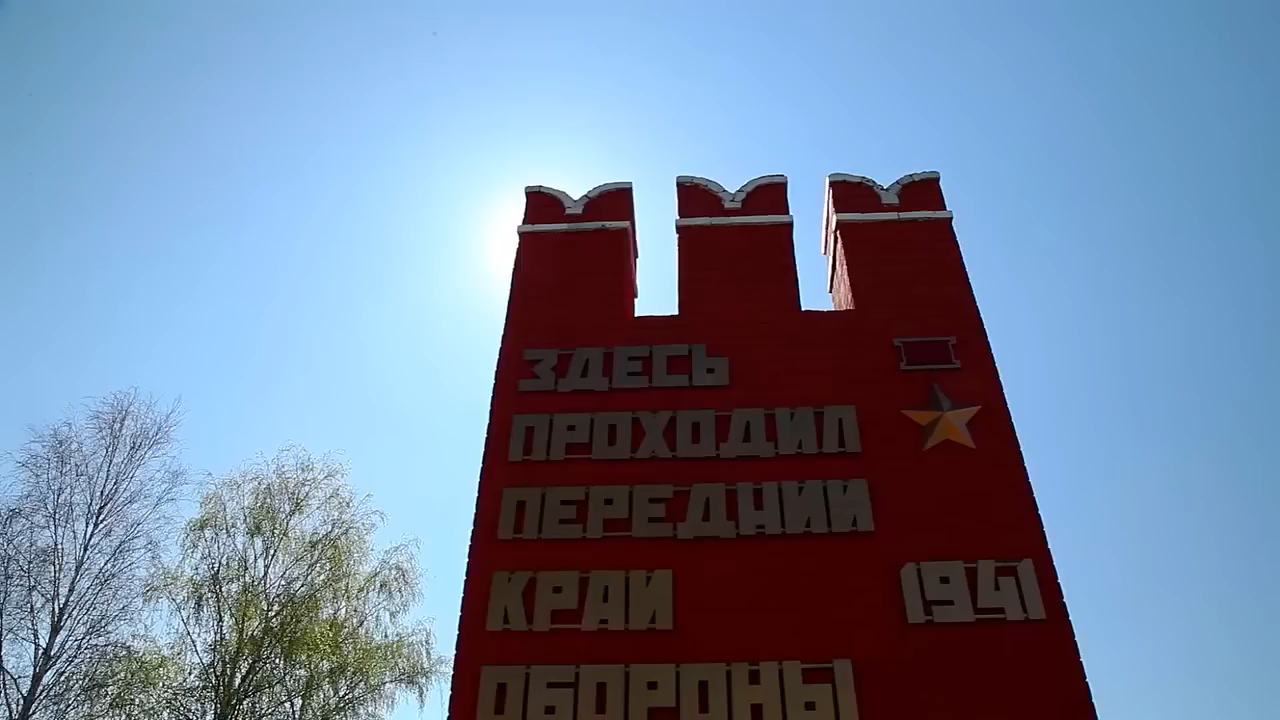 ЗДЕСЬ
ПРОХОДИЛ
ПЕРЕДНИЙ
КРАЙ
1941
ОБОРОНЫ